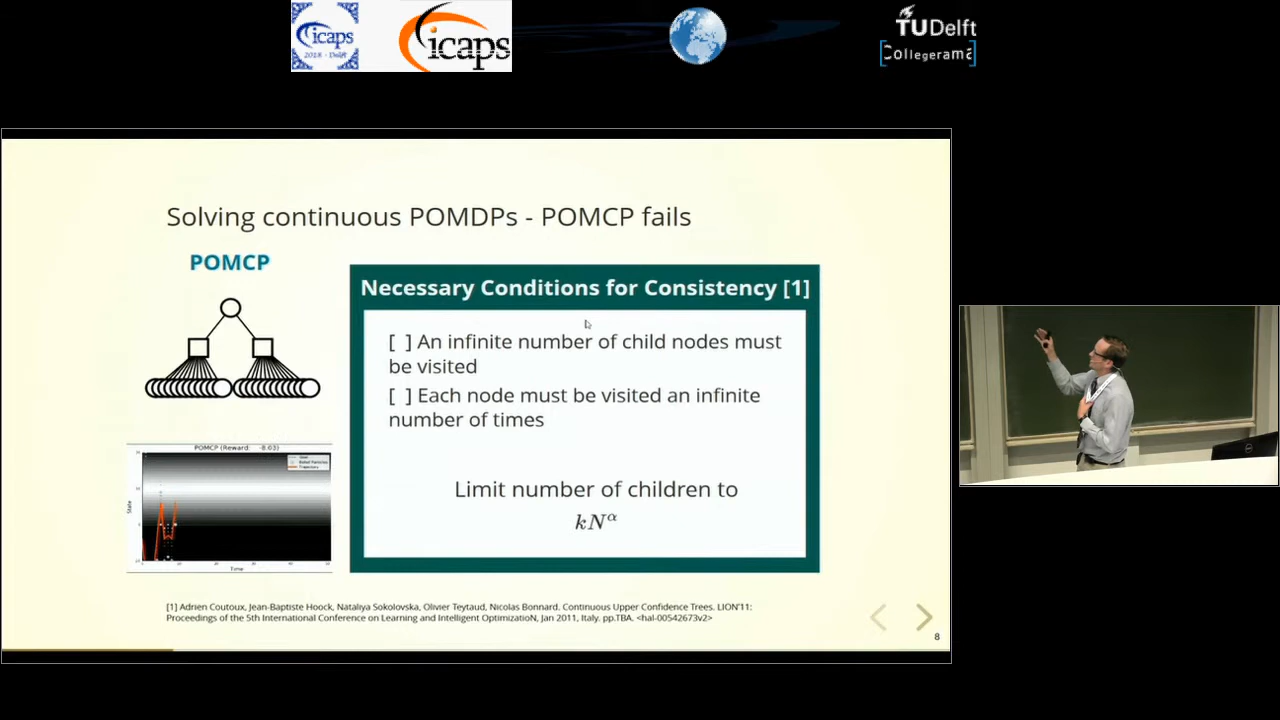 icaps
2018 - Delft
icaps
TUDelft
Collegerama
Solving continuous POMDPs - POMCP fails
POMCP
Necessary Conditions for Consistency [1]
[ ] An infinite number of child nodes must
be visited
[ ] Each node must be visited an infinite
number of times
Limit number of children to
kN^α
POMCP (Reward: -8.03)
State
Trajectory
Time
[1] Adrien Coutoux, Jean-Baptiste Hoock, Nataliya Sokolovska, Olivier Teytaud, Nicolas Bonnard. Continuous Upper Confidence Trees. LION'11:
Proceedings of the 5th International Conference on Learning and Intelligent OptimizatioN, Jan 2011, Italy. pp.TBA. <hal-00542673v2>
8